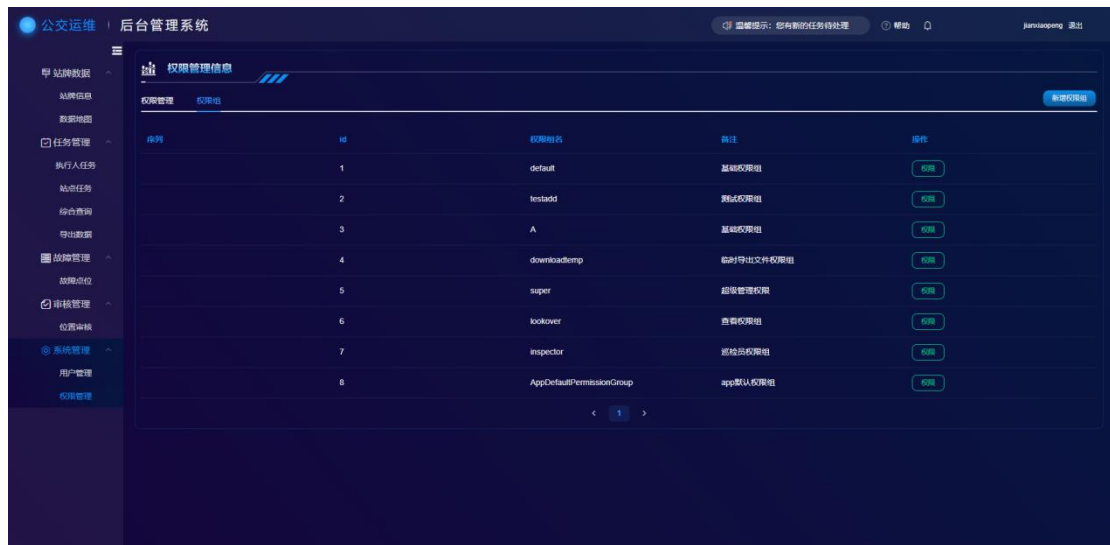 公交运维 后台管理系统 温馨提示：您有新的任务待处理 帮助 jianxiaopeng 退出
站牌数据
站牌信息
数据地图
任务管理
执行人任务
站点任务
综合查询
导出数据
故障管理
故障点位
审核管理
位置审核
系统管理
用户管理
权限管理
权限管理信息
权限管理 权限组 新增权限组
序列 Id 权限组名 备注 操作
1 default 基础权限组 权限
2 testadd 测试权限组 权限
3 A 基础权限组 权限
4 downloadtemp 临时导出文件权限组 权限
5 super 超级管理权限 权限
6 lookover 查看权限组 权限
7 inspector 巡检员权限组 权限
8 AppDefaultPermissionGroup app默认权限组 权限
< 1 >